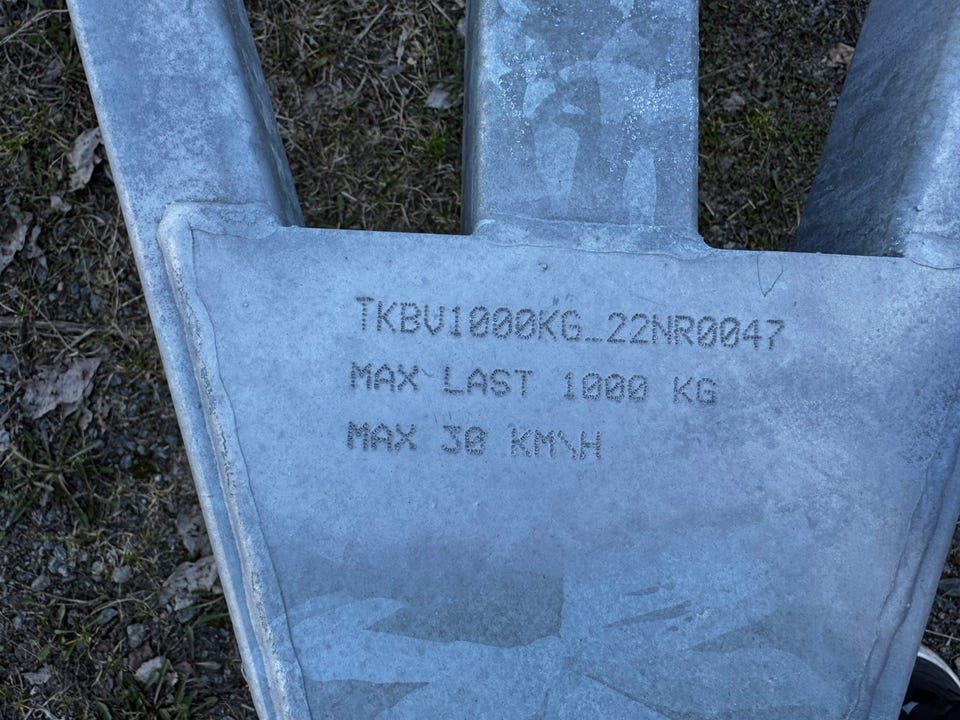 TKBV1000KG_22NR0047
MAX LAST 1000 KG
MAX 30 KM\H